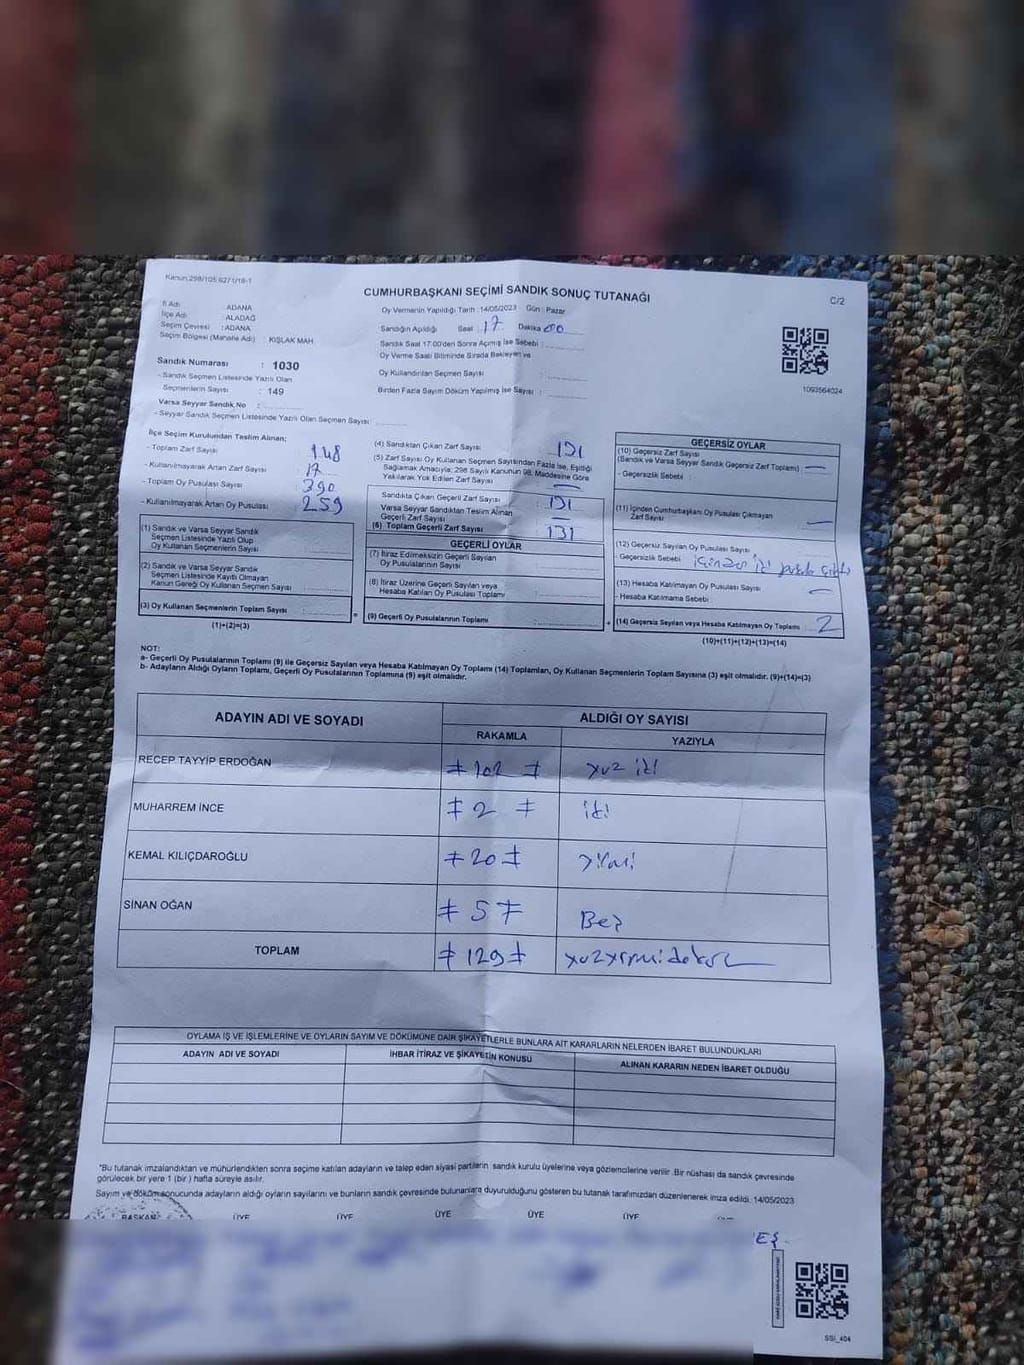 Kanun:298/105,6271/18-1
CUMHURBAŞKANI SEÇİMİ SANDIK SONUÇ TUTANAĞI
C/2
İl Adı : ADANA
İlçe Adı : ALADAĞ
Seçim Çevresi : ADANA
Seçim Bölgesi (Mahalle Adı) KIŞLAK MAH.
Oy Vermenin Yapıldığı Tarih :14/05/2023 Gün : Pazar
Sandığın Açıldığı Saat : 17 Dakika 00
Sandık Saat 17:00'den Sonra Açımış İse Sebebi :
Oy Verme Saati Bitiminde Sırada Bekleyen ve
Oy Kullandırılan Seçmen Sayısı :
Birden Fazla Sayım Döküm Yapılmış İse Sayısı :
1093564024
Sandık Numarası : 1030
- Sandık Seçmen Listesinde Yazılı Olan
Seçmenlerin Sayısı : 149
Varsa Seyyar Sandık No :
- Seyyar Sandık Seçmen Listesinde Yazılı Olan Seçmen Sayısı:
İlçe Seçim Kurulundan Teslim Alınan;
- Toplam Zarf Sayısı : 148
- Kullanılmayarak Artan Zarf Sayısı : 17
- Toplam Oy Pusulası Sayısı : 390
- Kullanılmayarak Artan Oy Pusulası : 259
(1) Sandık ve Varsa Seyyar Sandık
Seçmen Listesinde Yazılı Olup
Oy Kullanan Seçmenlerin Sayısı :
(2) Sandık ve Varsa Seyyar Sandık
Seçmen Listesinde Kayıtlı Olmayan
Kanun Gereği Oy Kullanan Seçmen Sayısı :
(3) Oy Kullanan Seçmenlerin Toplam Sayısı :
(1)+(2)=(3)
(4) Sandıktan Çıkan Zarf Sayısı : 131
(5) Zarf Sayısı Oy Kullanan Seçmen Sayısından Fazla İse, Eşitliği
Sağlamak Amacıyla; 298 Sayılı Kanunun 98. Maddesine Göre
Yakılarak Yok Edilen Zarf Sayısı : —
Sandıkta Çıkan Geçerli Zarf Sayısı : 131
Varsa Seyyar Sandıktan Teslim Alınan
Geçerli Zarf Sayısı : —
(6) Toplam Geçerli Zarf Sayısı : 131
GEÇERLİ OYLAR
(7) İtiraz Edilmeksizin Geçerli Sayılan
Oy Pusulasının Sayısı :
(8) İtiraz Üzerine Geçerli Sayılan veya
Hesaba Katılan Oy Pusulası Toplamı :
(9) Geçerli Oy Pusulalarının Toplamı :
GEÇERSİZ OYLAR
(10) Geçersiz Zarf Sayısı
(Sandık ve Varsa Seyyar Sandık Geçersiz Zarf Toplamı) : —
- Geçersizlik Sebebi :
(11) İçinden Cumhurbaşkanı Oy Pusulası Çıkmayan
Zarf Sayısı : —
(12) Geçersiz Sayılan Oy Pusulası Sayısı :
- Geçersizlik Sebebi : içinden iki pusula çıktı
(13) Hesaba Katılmayan Oy Pusulası Sayısı : —
- Hesaba Katılmama Sebebi :
(14) Geçersiz Sayılan veya Hesaba Katılmayan Oy Toplamı : 2
(10)+(11)+(12)+(13)=(14)
NOT:
a- Geçerli Oy Pusulalarının Toplamı (9) ile Geçersiz Sayılan veya Hesaba Katılmayan Oy Toplamı (14) Toplamları, Oy Kullanan Seçmenlerin Toplam Sayısına (3) eşit olmalıdır. (9)+(14)=(3)
b- Adayların Aldığı Oyların Toplamı, Geçerli Oy Pusulalarının Toplamına (9) eşit olmalıdır.
ADAYIN ADI VE SOYADI ALDIĞI OY SAYISI
RAKAMLA YAZIYLA
RECEP TAYYİP ERDOĞAN ≠ 102 ≠ yüz iki
MUHARREM İNCE ≠ 2 ≠ iki
KEMAL KILIÇDAROĞLU ≠ 20 ≠ yirmi
SİNAN OĞAN ≠ 5 ≠ Beş
TOPLAM ≠ 129 ≠ yüzyirmidokuz
OYLAMA İŞ VE İŞLEMLERİNE VE OYLARIN SAYIM VE DÖKÜMÜNE DAİR ŞİKAYETLERLE BUNLARA AİT KARARLARIN NELERDEN İBARET BULUNDUKLARI
ADAYIN ADI VE SOYADI İHBAR İTİRAZ VE ŞİKAYETİN KONUSU ALINAN KARARIN NEDEN İBARET OLDUĞU
*Bu tutanak imzalandıktan ve mühürlendikten sonra seçime katılan adayların ve talep eden siyasi partilerin sandık kurulu üyelerine veya gözlemcilerine verilir. Bir nüshası da sandık çevresinde
görülecek bir yere 1 (bir) hafta süreyle asılır.
Sayım ve döküm sonucunda adayların aldığı oyların sayılarını ve bunların sandık çevresinde bulunanlara duyurulduğunu gösteren bu tutanak tarafımızdan düzenlenerek imza edildi. 14/05/2023
BAŞKAN ÜYE ÜYE ÜYE ÜYE ÜYE
EŞ
SSI_404